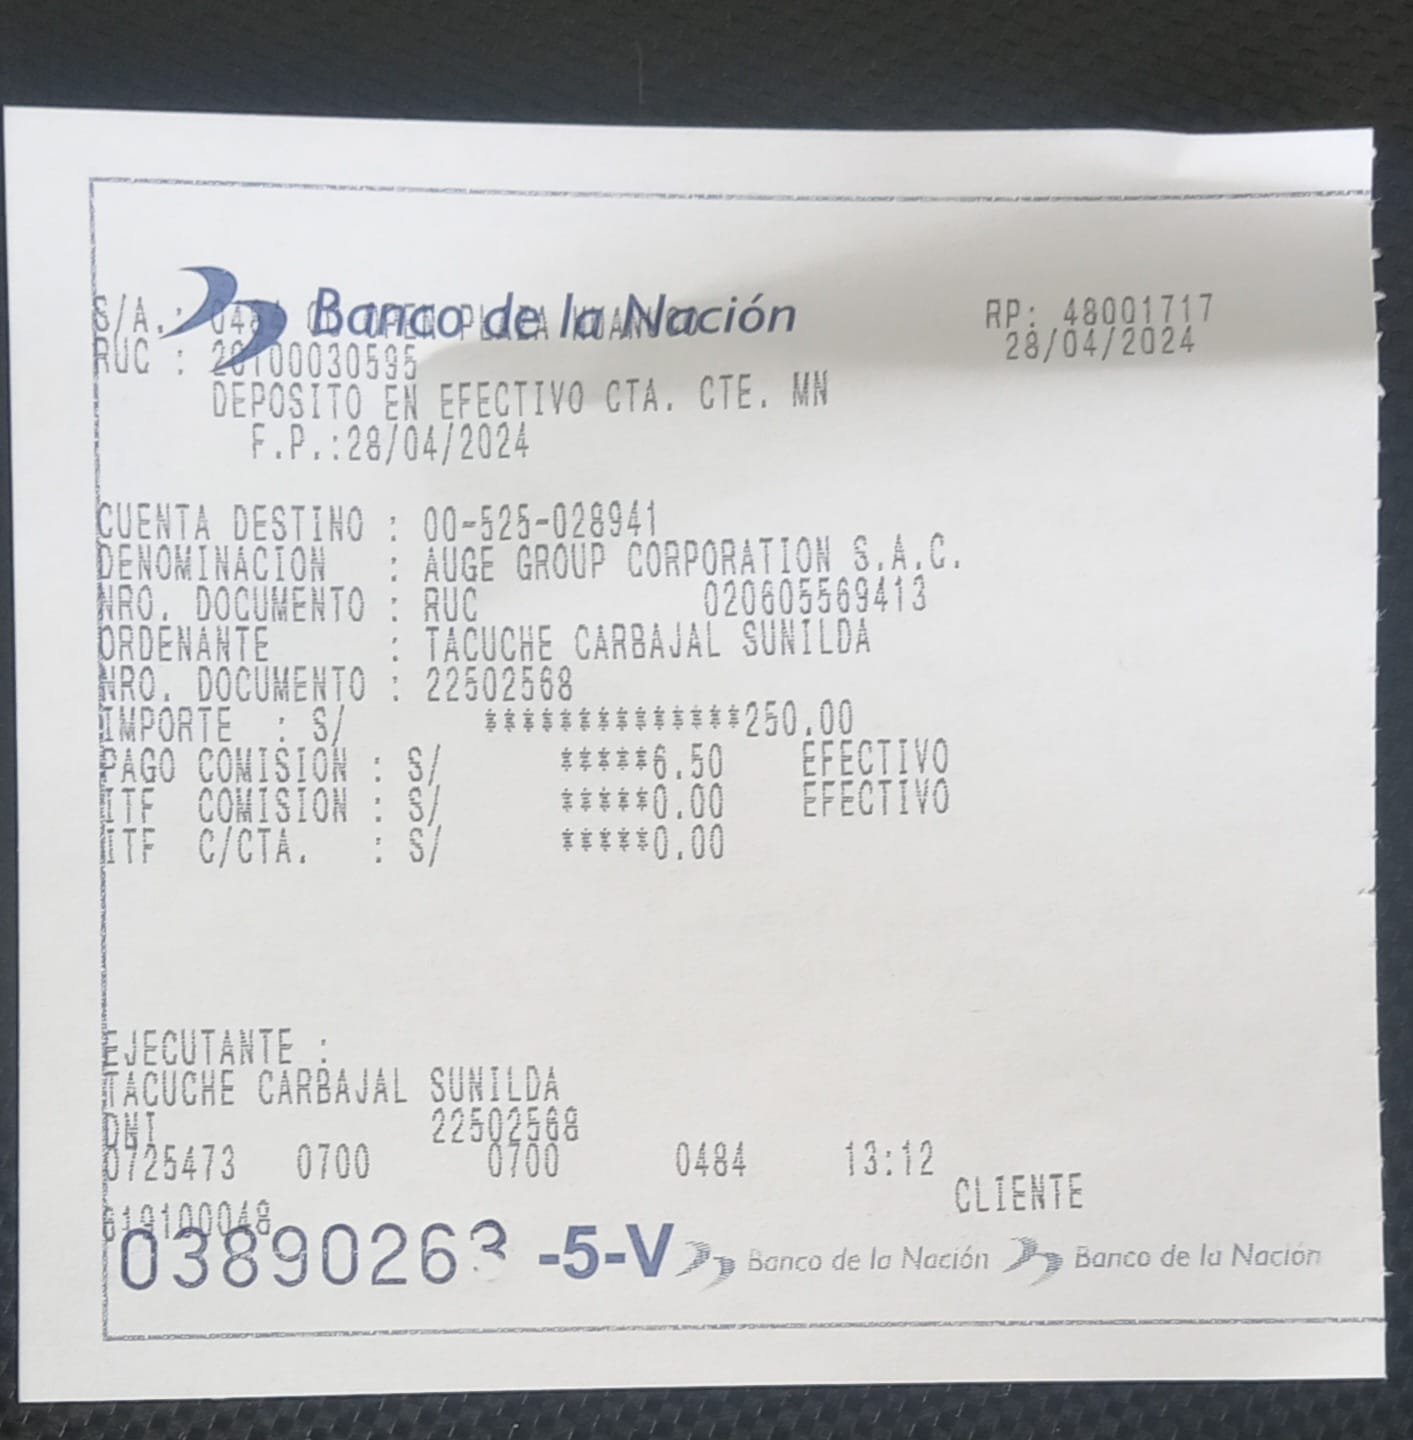 Banco de la Nación
S/A.: OPEN PLAZA RP: 48001717
RUC : 20100030595 28/04/2024
DEPOSITO EN EFECTIVO CTA. CTE. MN
F.P.:28/04/2024
CUENTA DESTINO : 00-525-028941
DENOMINACION : AUGE GROUP CORPORATION S.A.C.
NRO. DOCUMENTO : RUC 020605569413
ORDENANTE : TACUCHE CARBAJAL SUNILDA
NRO. DOCUMENTO : 22502568
IMPORTE : S/ **************250.00
PAGO COMISION : S/ *****6.50 EFECTIVO
ITF COMISION : S/ *****0.00 EFECTIVO
ITF C/CTA. : S/ *****0.00
EJECUTANTE :
TACUCHE CARBAJAL SUNILDA
DNI 22502568
0725473 0700 0700 0484 13:12
CLIENTE
03890263 -5-V Banco de la Nación Banco de la Nación